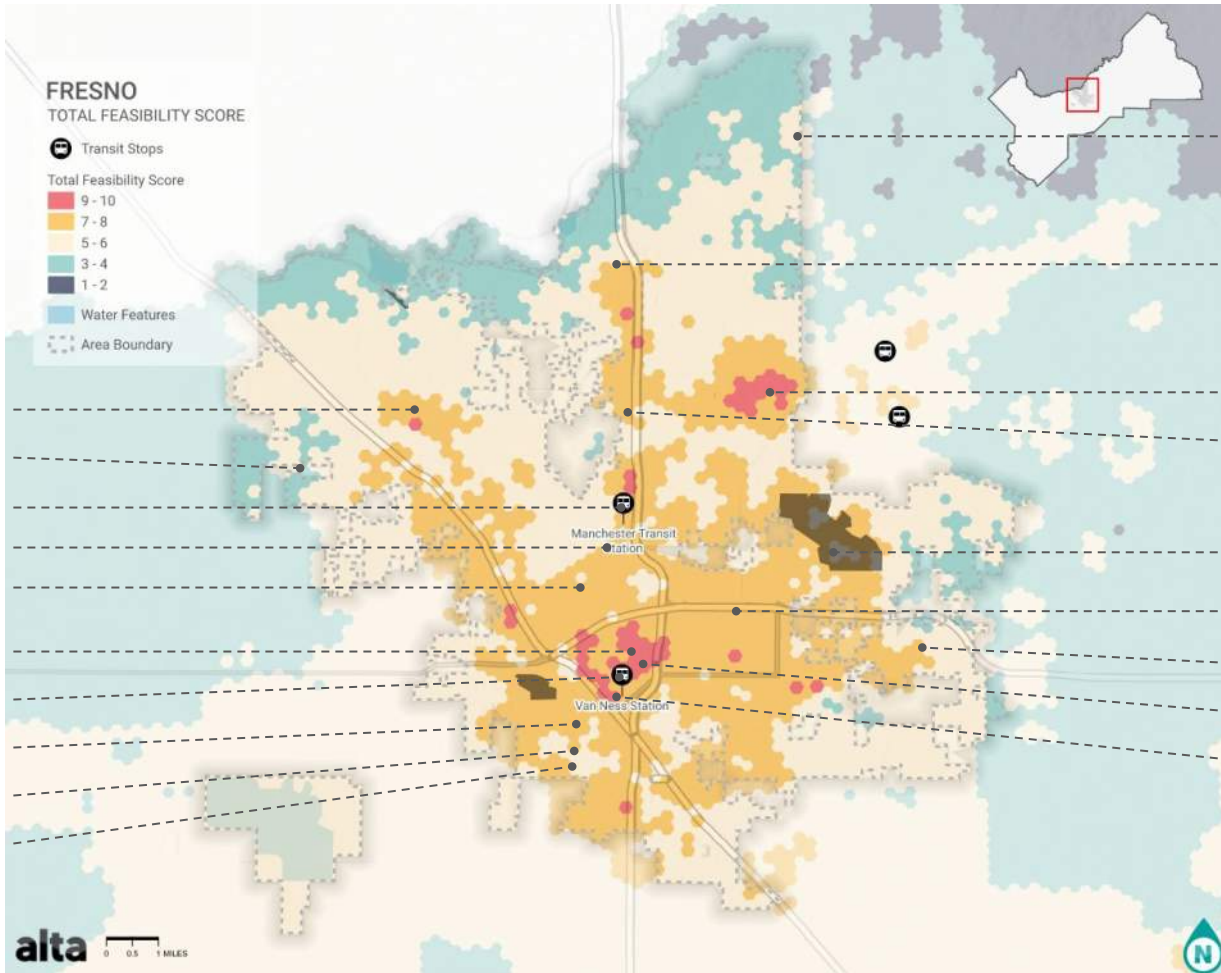 FRESNO
TOTAL FEASIBILITY SCORE
Transit Stops
Total Feasibility Score
9 - 10
7 - 8
5 - 6
3 - 4
1 - 2
Water Features
Area Boundary
Manchester Transit
Station
Van Ness Station
alta
0 0.5 1 MILES
N